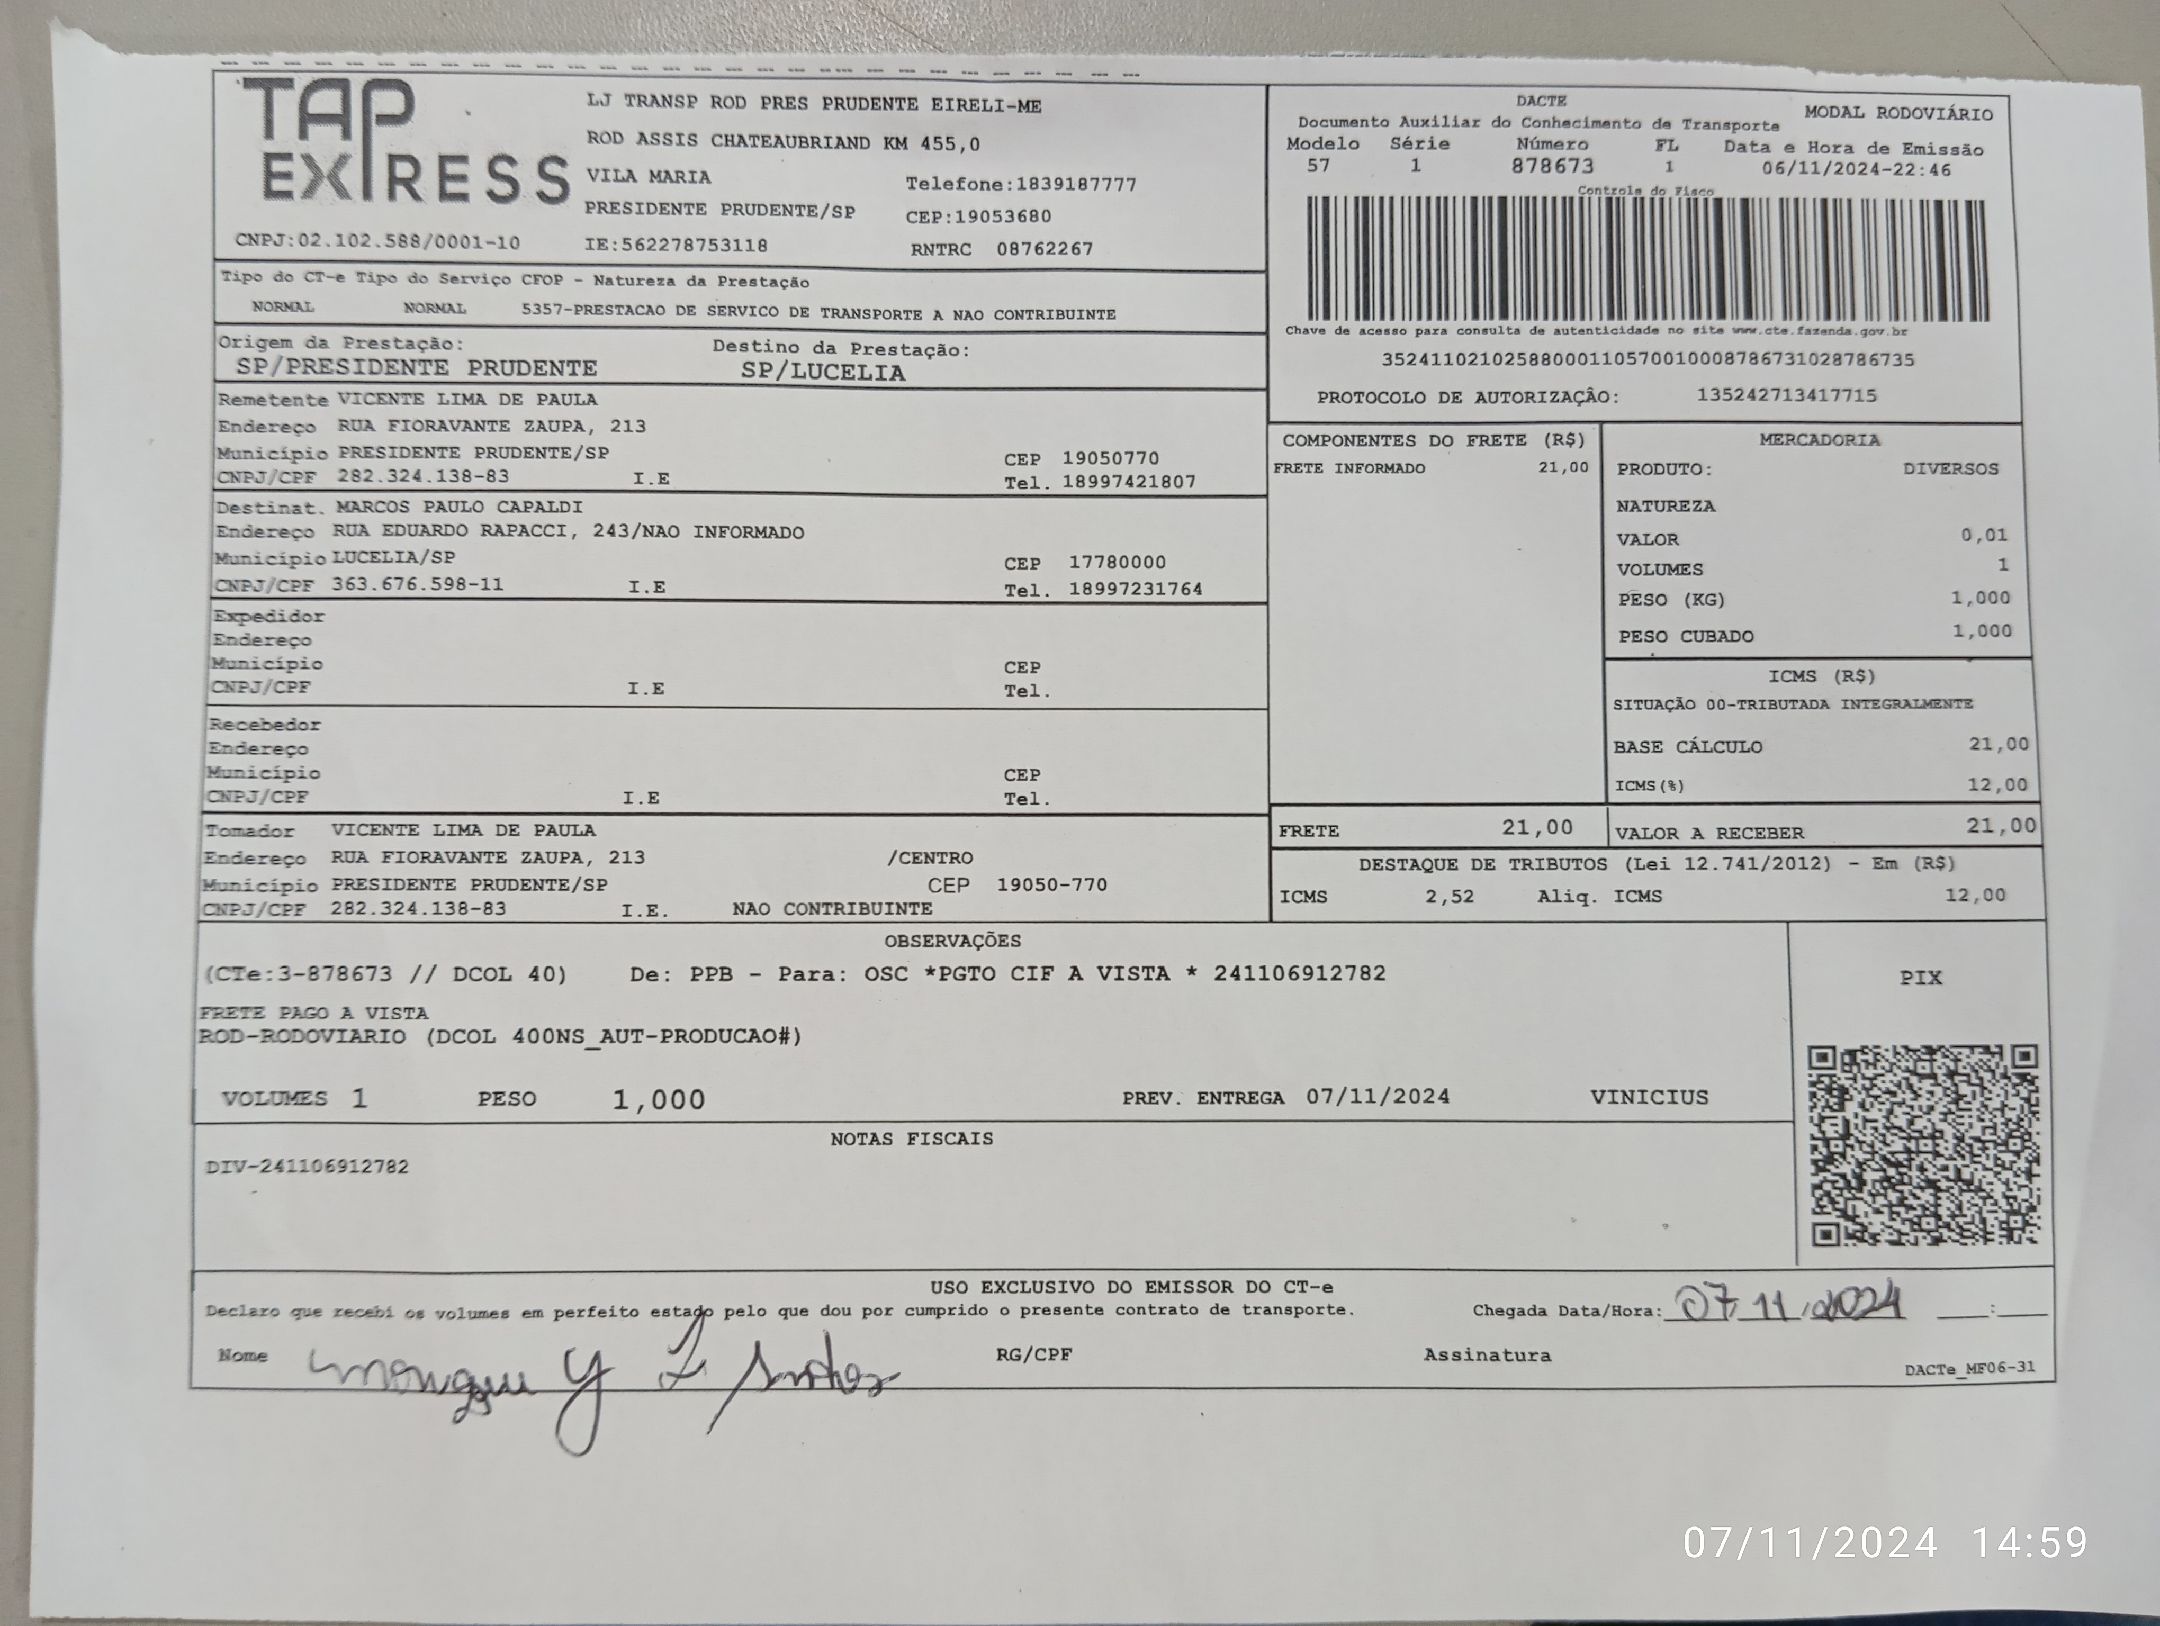 TAP EXPRESS
LJ TRANSP ROD PRES PRUDENTE EIRELI-ME
ROD ASSIS CHATEAUBRIAND KM 455,0
VILA MARIA Telefone:1839187777
PRESIDENTE PRUDENTE/SP CEP:19053680
CNPJ:02.102.588/0001-10 IE:562278753118 RNTRC 08762267
DACTE MODAL RODOVIÁRIO
Documento Auxiliar do Conhecimento de Transporte
Modelo Série Número FL Data e Hora de Emissão
57 1 878673 1 06/11/2024-22:46
Controle do Fisco
Chave de acesso para consulta de autenticidade no site www.cte.fazenda.gov.br
35241102102588000110570010008786731028786735
PROTOCOLO DE AUTORIZAÇÂO: 135242713417715
Tipo do CT-e Tipo do Serviço CFOP - Natureza da Prestação
NORMAL NORMAL 5357-PRESTACAO DE SERVICO DE TRANSPORTE A NAO CONTRIBUINTE
Origem da Prestação: Destino da Prestação:
SP/PRESIDENTE PRUDENTE SP/LUCELIA
Remetente VICENTE LIMA DE PAULA
Endereço RUA FIORAVANTE ZAUPA, 213
Município PRESIDENTE PRUDENTE/SP CEP 19050770
CNPJ/CPF 282.324.138-83 I.E Tel. 18997421807
Destinat. MARCOS PAULO CAPALDI
Endereço RUA EDUARDO RAPACCI, 243/NAO INFORMADO
Município LUCELIA/SP CEP 17780000
CNPJ/CPF 363.676.598-11 I.E Tel. 18997231764
Expedidor
Endereço
Município CEP
CNPJ/CPF I.E Tel.
Recebedor
Endereço
Município CEP
CNPJ/CPF I.E Tel.
Tomador VICENTE LIMA DE PAULA
Endereço RUA FIORAVANTE ZAUPA, 213 /CENTRO
Município PRESIDENTE PRUDENTE/SP CEP 19050-770
CNPJ/CPF 282.324.138-83 I.E. NAO CONTRIBUINTE
COMPONENTES DO FRETE (R$)
FRETE INFORMADO 21,00
MERCADORIA
PRODUTO: DIVERSOS
NATUREZA
VALOR 0,01
VOLUMES 1
PESO (KG) 1,000
PESO CUBADO 1,000
ICMS (R$)
SITUAÇÃO 00-TRIBUTADA INTEGRALMENTE
BASE CÁLCULO 21,00
ICMS(%) 12,00
FRETE 21,00 VALOR A RECEBER 21,00
DESTAQUE DE TRIBUTOS (Lei 12.741/2012) - Em (R$)
ICMS 2,52 Aliq. ICMS 12,00
OBSERVAÇÕES
(CTe:3-878673 // DCOL 40) De: PPB - Para: OSC *PGTO CIF A VISTA * 241106912782
FRETE PAGO A VISTA
ROD-RODOVIARIO (DCOL 400NS_AUT-PRODUCAO#)
VOLUMES 1 PESO 1,000 PREV. ENTREGA 07/11/2024 VINICIUS
PIX
NOTAS FISCAIS
DIV-241106912782
USO EXCLUSIVO DO EMISSOR DO CT-e
Declaro que recebi os volumes em perfeito estado pelo que dou por cumprido o presente contrato de transporte. Chegada Data/Hora: 07/11/2024 ___:___
Nome RG/CPF Assinatura DACTe_MF06-31
07/11/2024 14:59